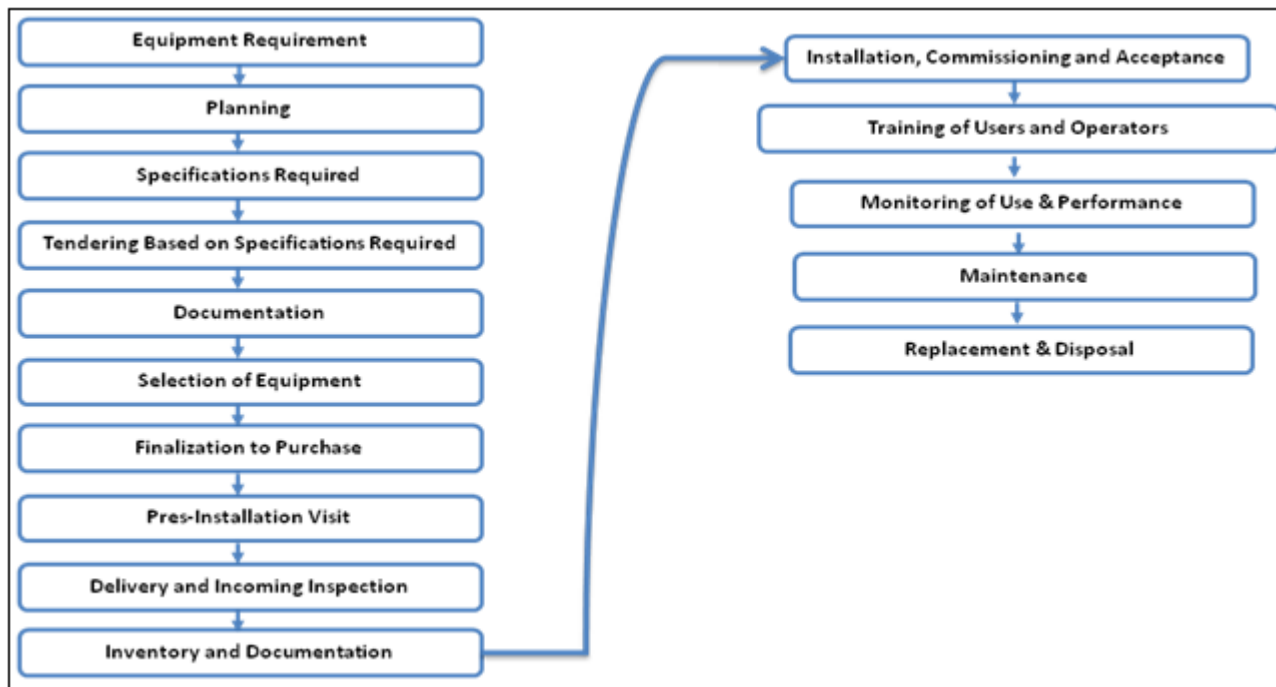 Equipment Requirement
Planning
Specifications Required
Tendering Based on Specifications Required
Documentation
Selection of Equipment
Finalization to Purchase
Pres-Installation Visit
Delivery and Incoming Inspection
Inventory and Documentation
Installation, Commissioning and Acceptance
Training of Users and Operators
Monitoring of Use & Performance
Maintenance
Replacement & Disposal